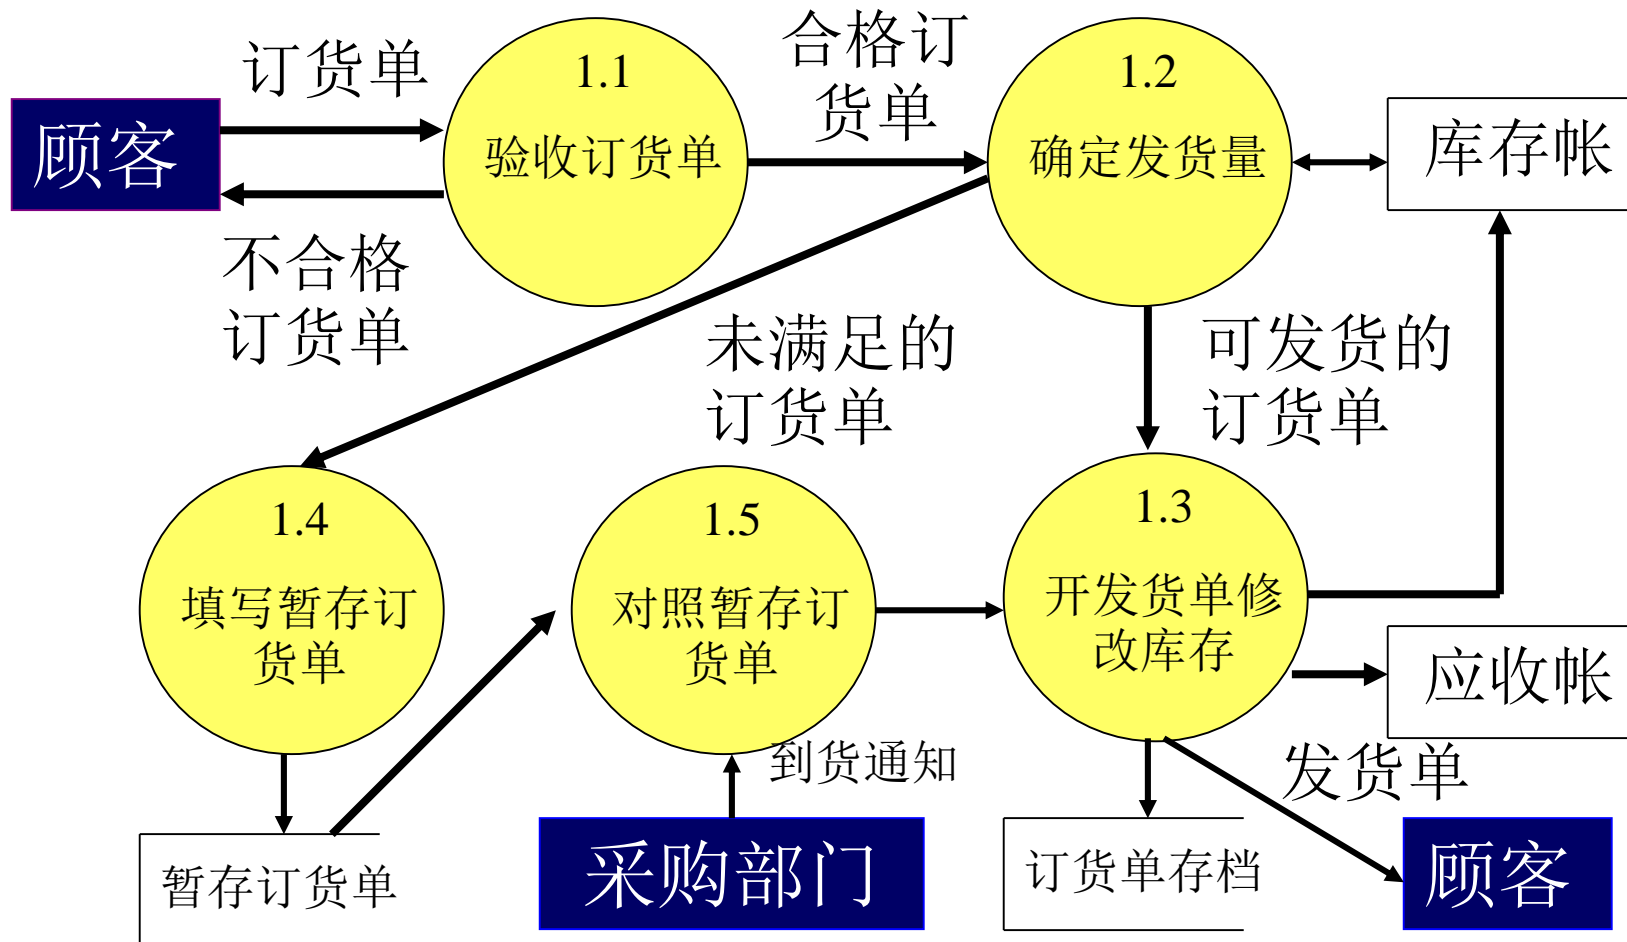 订货单
顾客
不合格
订货单
1.1
验收订货单
合格订
货单
1.2
确定发货量
库存帐
未满足的
订货单
可发货的
订货单
1.4
填写暂存订
货单
1.5
对照暂存订
货单
1.3
开发货单修
改库存
应收帐
到货通知
发货单
暂存订货单
采购部门
订货单存档
顾客